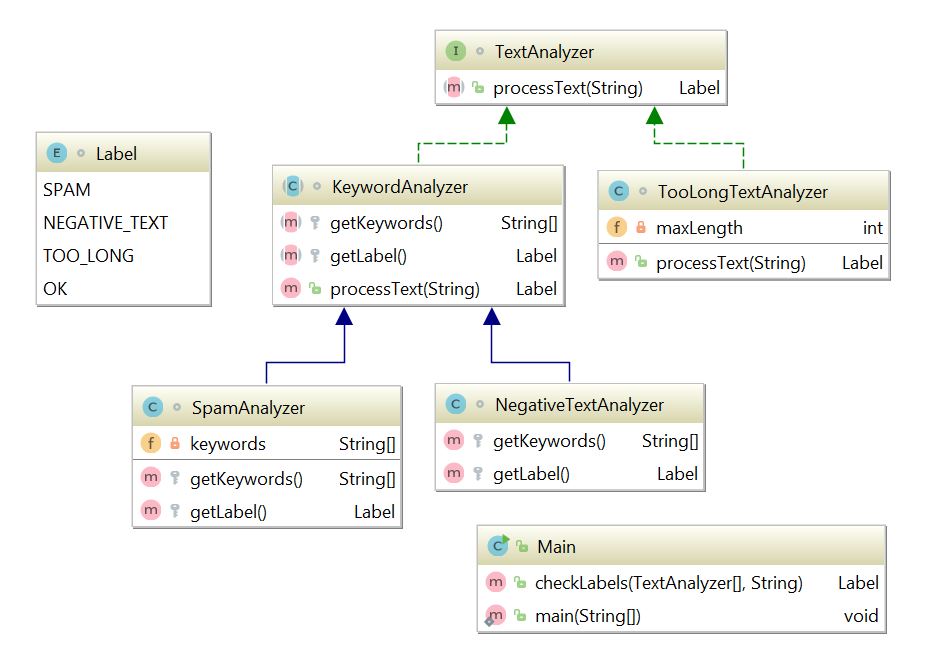 I TextAnalyzer
m processText(String) Label
E Label
SPAM
NEGATIVE_TEXT
TOO_LONG
OK
C KeywordAnalyzer
m getKeywords() String[]
m getLabel() Label
m processText(String) Label
C TooLongTextAnalyzer
f maxLength int
m processText(String) Label
C SpamAnalyzer
f keywords String[]
m getKeywords() String[]
m getLabel() Label
C NegativeTextAnalyzer
m getKeywords() String[]
m getLabel() Label
C Main
m checkLabels(TextAnalyzer[], String) Label
m main(String[]) void